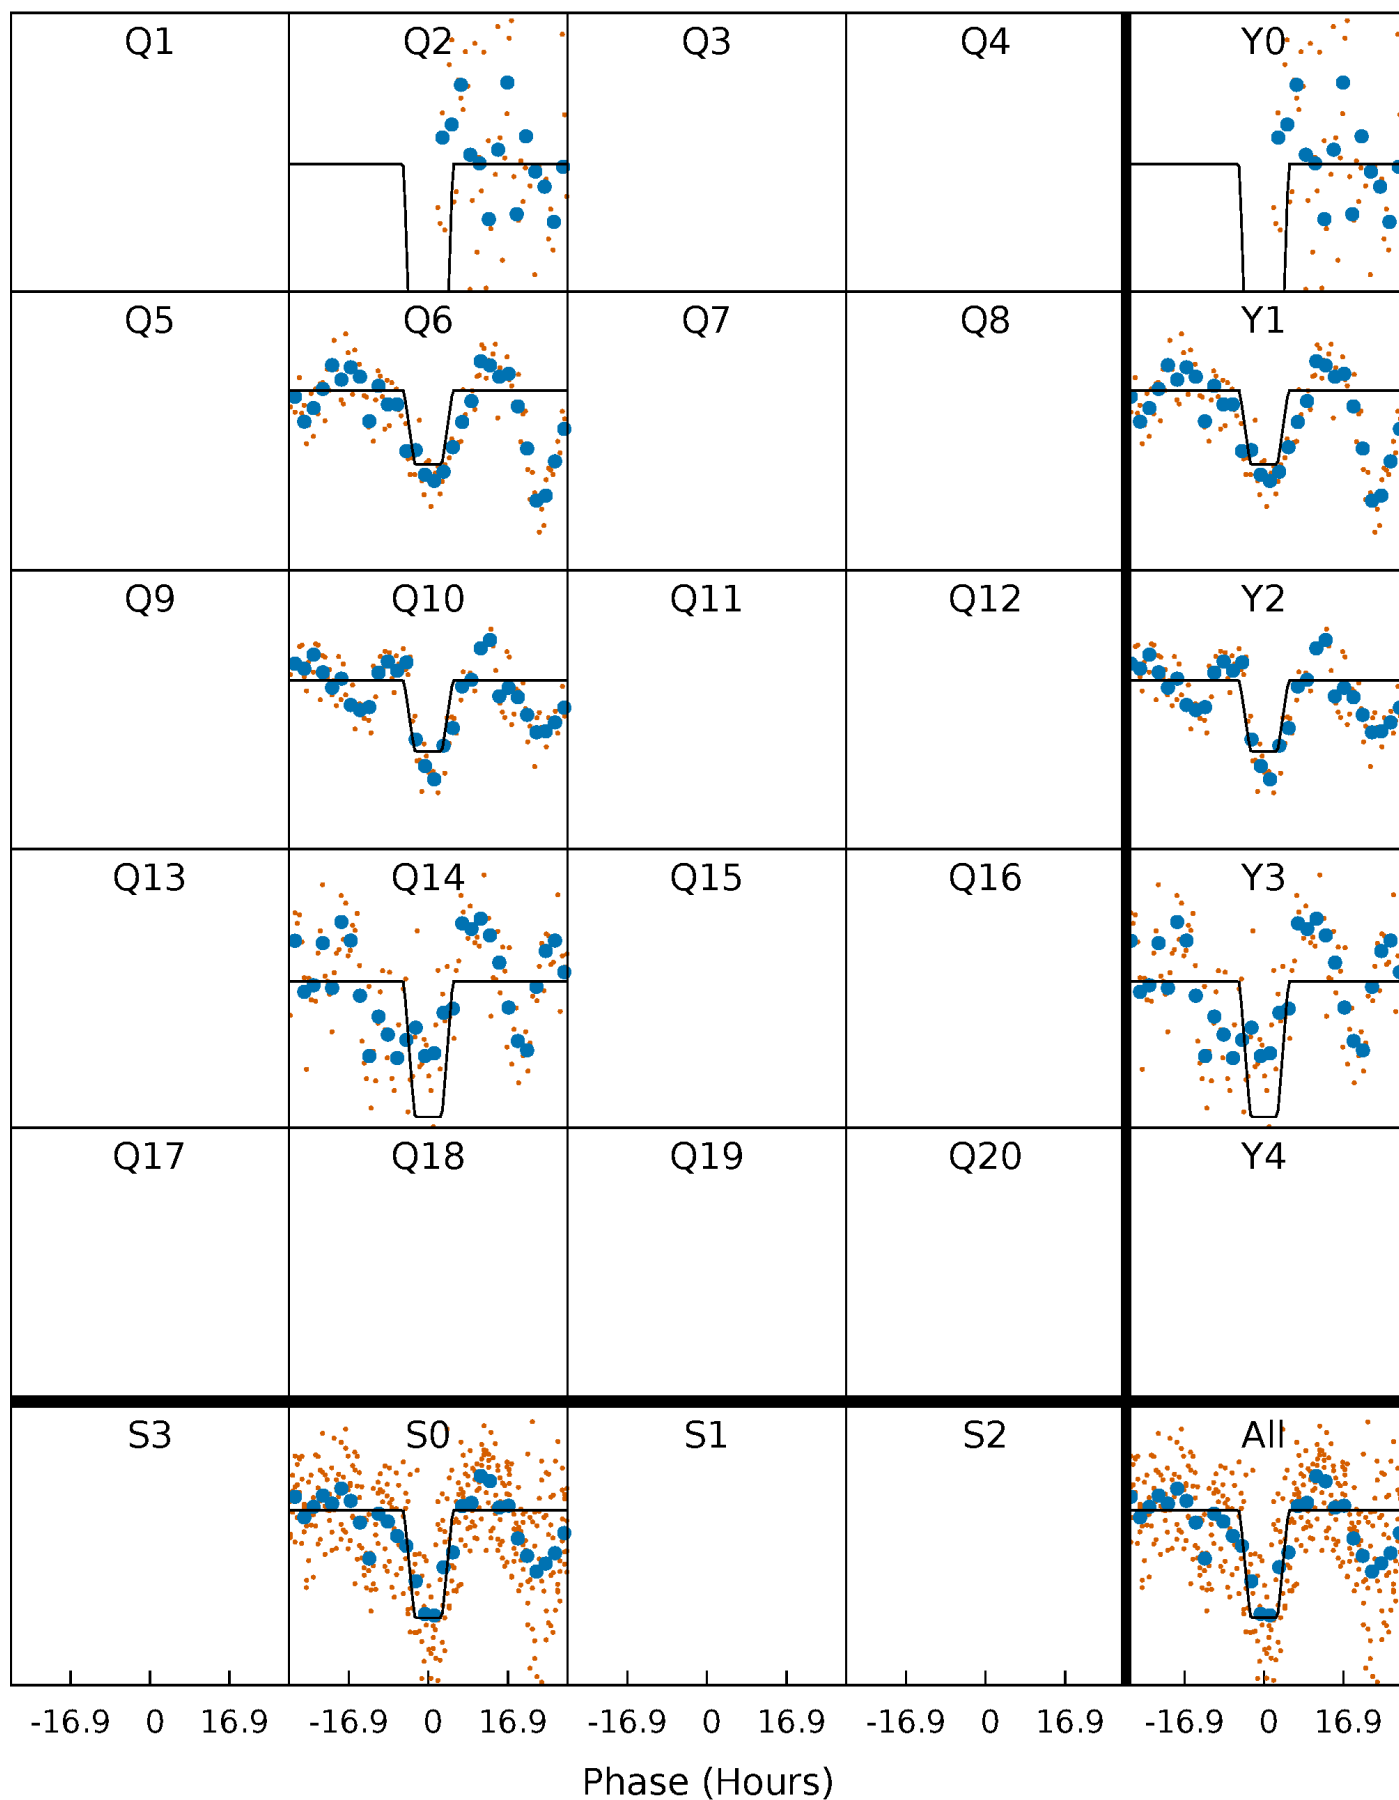 Q1 Q2 Q3 Q4 Y0
Q5 Q6 Q7 Q8 Y1
Q9 Q10 Q11 Q12 Y2
Q13 Q14 Q15 Q16 Y3
Q17 Q18 Q19 Q20 Y4
S3 S0 S1 S2 All
-16.9 0 16.9 -16.9 0 16.9 -16.9 0 16.9 -16.9 0 16.9 -16.9 0 16.9
Phase (Hours)